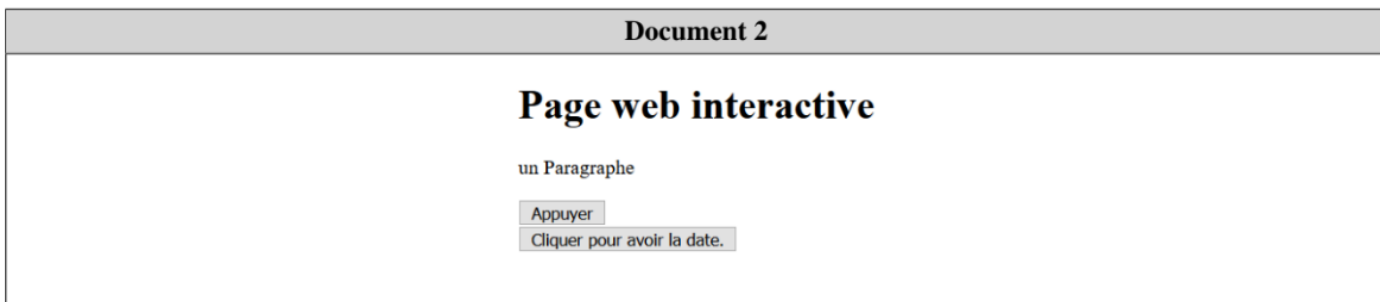 Document 2
Page web interactive
un Paragraphe
Appuyer
Cliquer pour avoir la date.